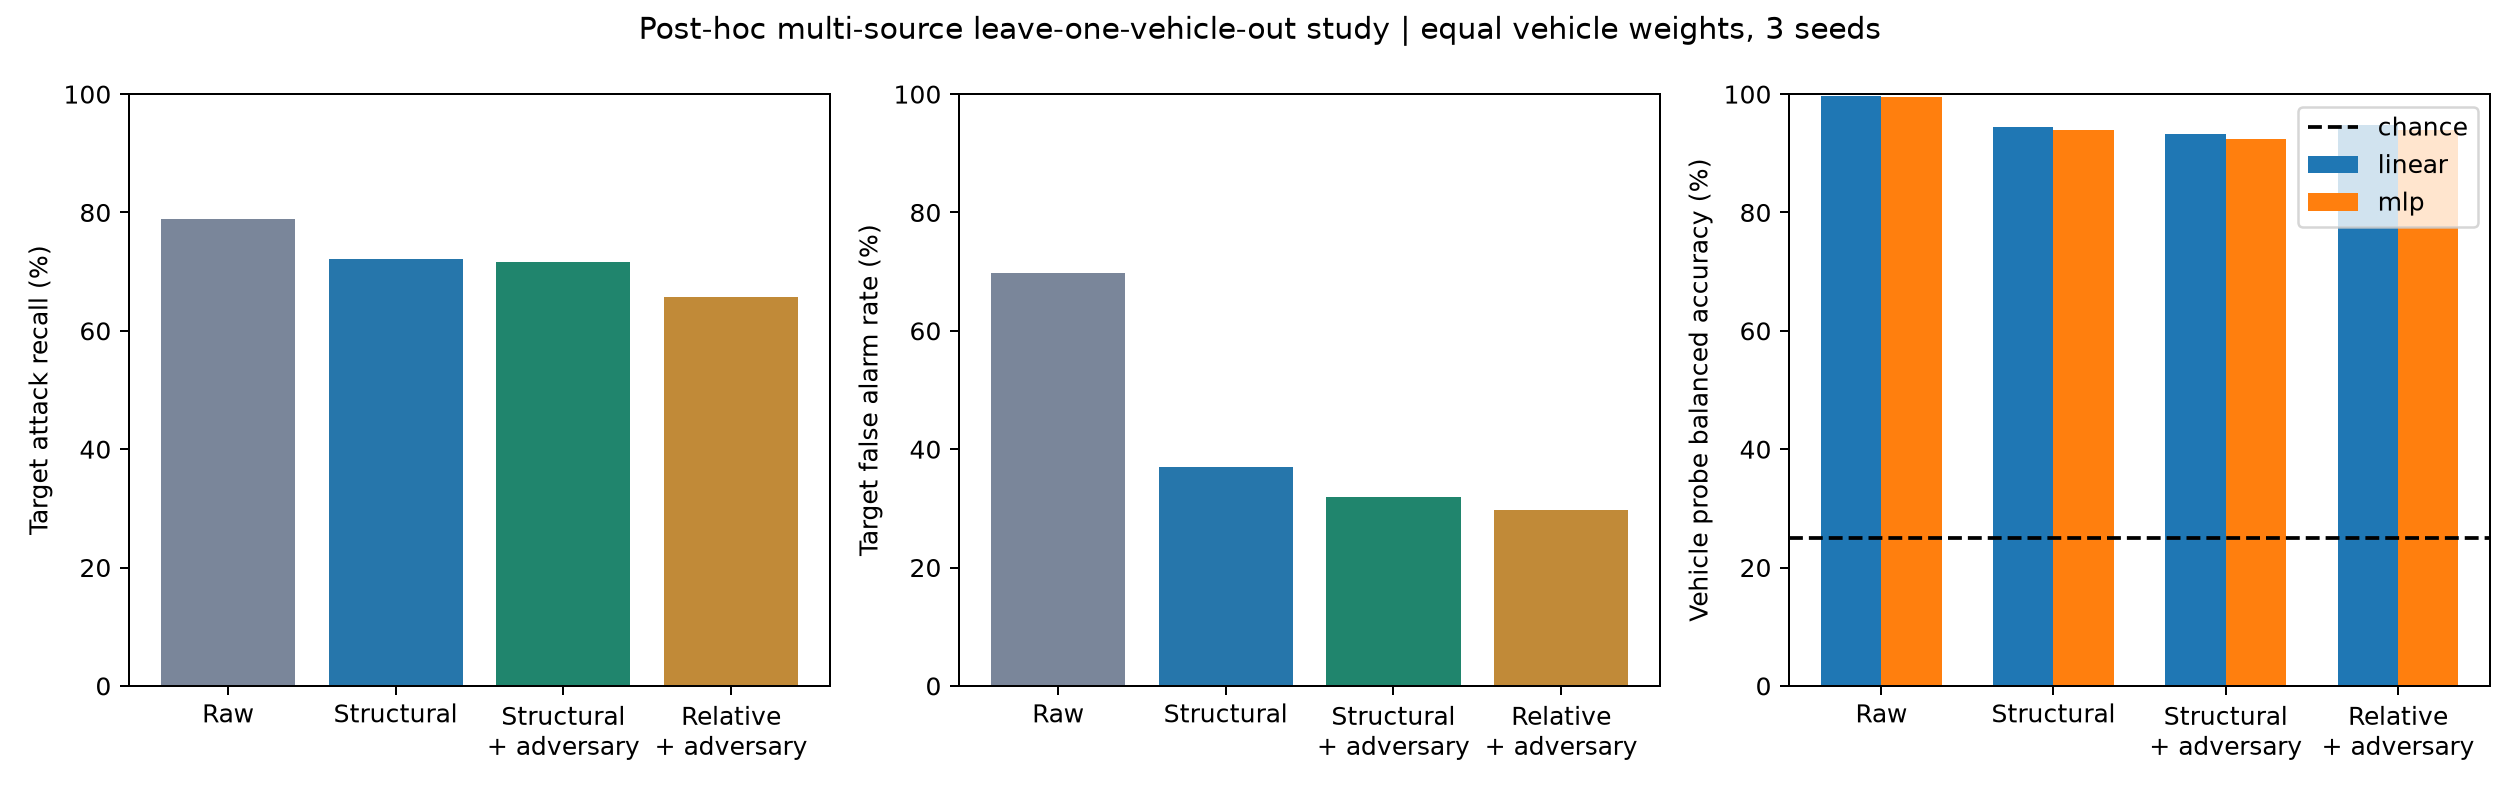 Post-hoc multi-source leave-one-vehicle-out study | equal vehicle weights, 3 seeds
Target attack recall (%)
100
80
60
40
20
0
Raw
Structural
Structural
+ adversary
Relative
+ adversary
Target false alarm rate (%)
100
80
60
40
20
0
Raw
Structural
Structural
+ adversary
Relative
+ adversary
Vehicle probe balanced accuracy (%)
100
80
60
40
20
0
chance
linear
mlp
Raw
Structural
Structural
+ adversary
Relative
+ adversary